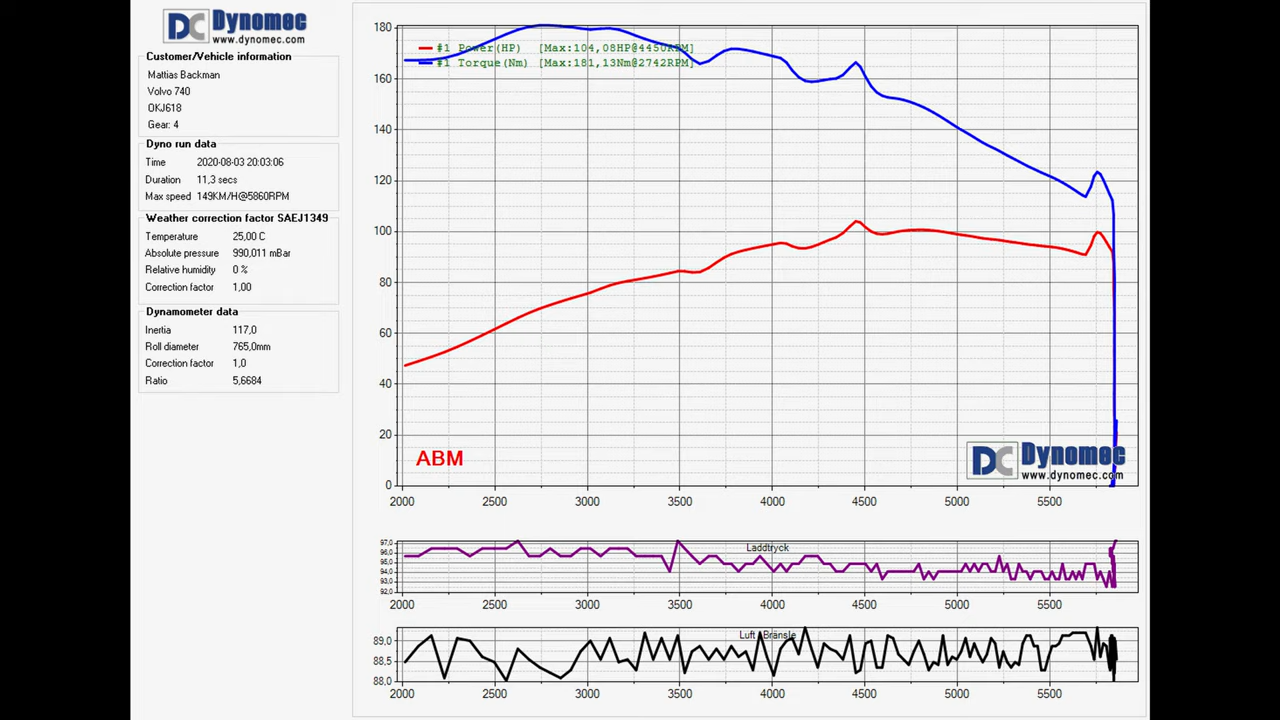 Dynomec
www.dynomec.com
Customer/Vehicle information
Mattias Backman
Volvo 740
OKJ618
Gear: 4
Dyno run data
Time 2020-08-03 20:03:06
Duration 11,3 secs
Max speed 149KM/H@5860RPM
Weather correction factor SAEJ1349
Temperature 25,00 C
Absolute pressure 990,011 mBar
Relative humidity 0 %
Correction factor 1,00
Dynamometer data
Inertia 117,0
Roll diameter 765,0mm
Correction factor 1,0
Ratio 5,6684
#1 Power(HP) [Max:104,08HP@4450RPM]
#1 Torque(Nm) [Max:181,13Nm@2742RPM]
180
160
140
120
100
80
60
40
20
0
ABM
DC Dynomec
www.dynomec.com
2000 2500 3000 3500 4000 4500 5000 5500
Laddtryck
97,0
96,0
95,0
94,0
93,0
92,0
2000 2500 3000 3500 4000 4500 5000 5500
Luft / Bränsle
89,0
88,5
88,0
2000 2500 3000 3500 4000 4500 5000 5500